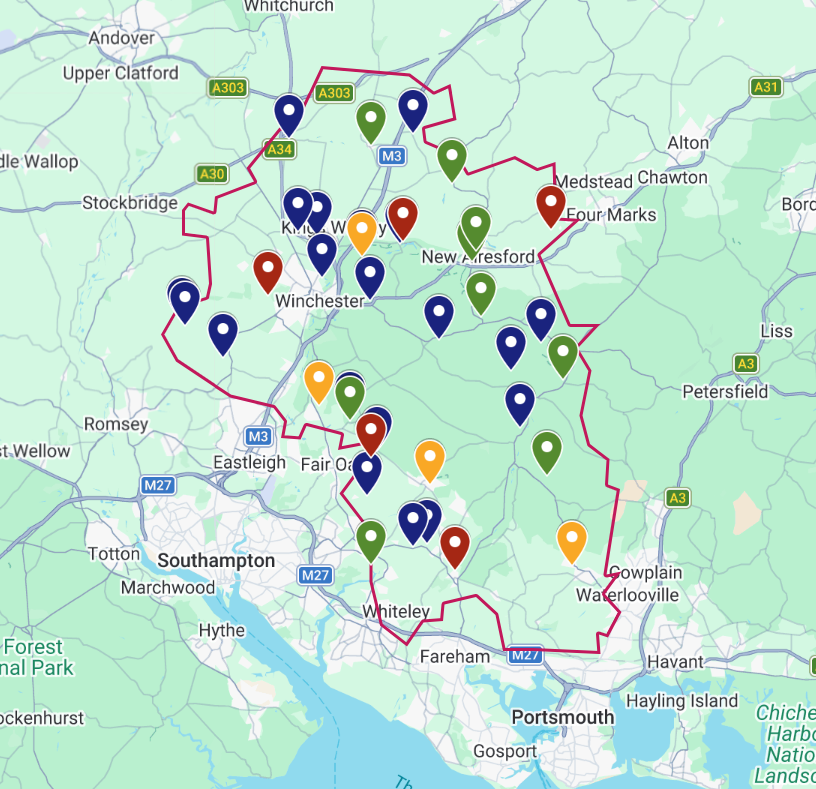 Whitchurch
Andover
Upper Clatford
A303
A303
A31
A34
M3
Alton
dle Wallop
A30
Medstead
Chawton
Stockbridge
Four Marks
Bord
New Alresford
Winchester
Liss
A3
Petersfield
Romsey
M3
st Wellow
Eastleigh
Fair Oa
M27
A3
Totton
Southampton
Cowplain
M27
Marchwood
Waterlooville
Whiteley
Hythe
Forest
nal Park
Fareham
M27
Havant
Hayling Island
ockenhurst
Portsmouth
Chiche
Harbo
Natio
Landsc
Gosport
Th